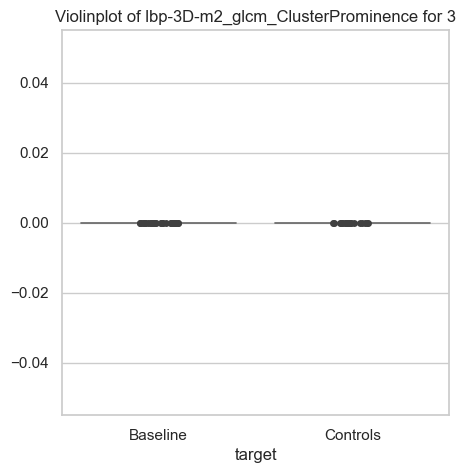 Violinplot of lbp-3D-m2_glcm_ClusterProminence for 3
0.04
0.02
0.00
−0.02
−0.04
Baseline Controls
target